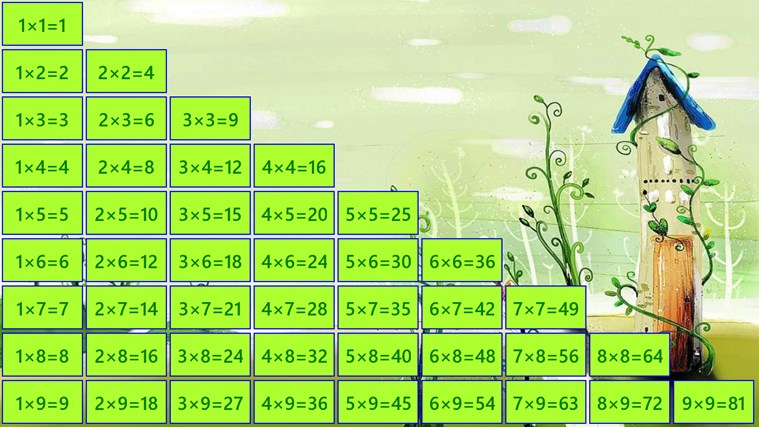 1×1=1
1×2=2 2×2=4
1×3=3 2×3=6 3×3=9
1×4=4 2×4=8 3×4=12 4×4=16
1×5=5 2×5=10 3×5=15 4×5=20 5×5=25
1×6=6 2×6=12 3×6=18 4×6=24 5×6=30 6×6=36
1×7=7 2×7=14 3×7=21 4×7=28 5×7=35 6×7=42 7×7=49
1×8=8 2×8=16 3×8=24 4×8=32 5×8=40 6×8=48 7×8=56 8×8=64
1×9=9 2×9=18 3×9=27 4×9=36 5×9=45 6×9=54 7×9=63 8×9=72 9×9=81